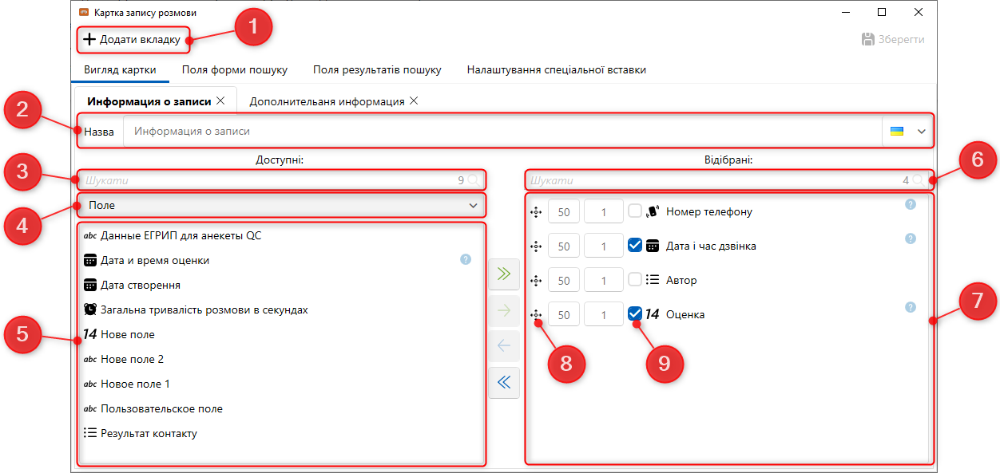 Картка запису розмови
1
Додати вкладку
Зберегти
Вигляд картки Поля форми пошуку Поля результатів пошуку Налаштування спеціальної вставки
Информация о записи Дополнительаня информация
2
Назва Информация о записи
Доступні: Відібрані:
3 Шукати 9 Шукати 4 6
4 Поле
50 1 Номер телефону ?
abc Данные ЕГРИП для анекеты QC
50 1 Дата і час дзвінка ?
Дата и время оценки ?
50 1 Автор
Дата створення
7
Загальна тривалість розмови в секундах
50 1 14 Оценка ?
5
14 Нове поле
abc Нове поле 2
8 9
abc Новое поле 1
abc Пользовательское поле
Результат контакту